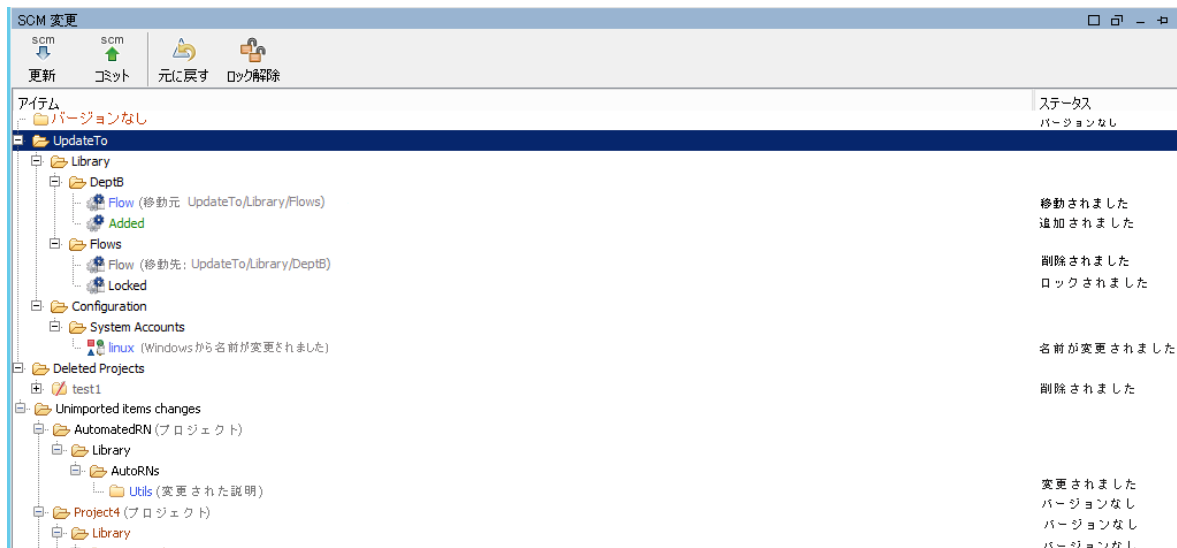 SCM 変更
scm scm
更新 コミット 元に戻す ロック解除
アイテム ステータス
バージョンなし バージョンなし
UpdateTo
Library
DeptB
Flow (移動元 UpdateTo/Library/Flows) 移動されました
Added 追加されました
Flows
Flow (移動先: UpdateTo/Library/DeptB) 削除されました
Locked ロックされました
Configuration
System Accounts
linux (Windowsから名前が変更されました) 名前が変更されました
Deleted Projects
test1 削除されました
Unimported items changes
AutomatedRN (プロジェクト)
Library
AutoRNs
Utils (変更された説明) 変更されました
Project4 (プロジェクト) バージョンなし
Library バージョンなし
バージョンなし